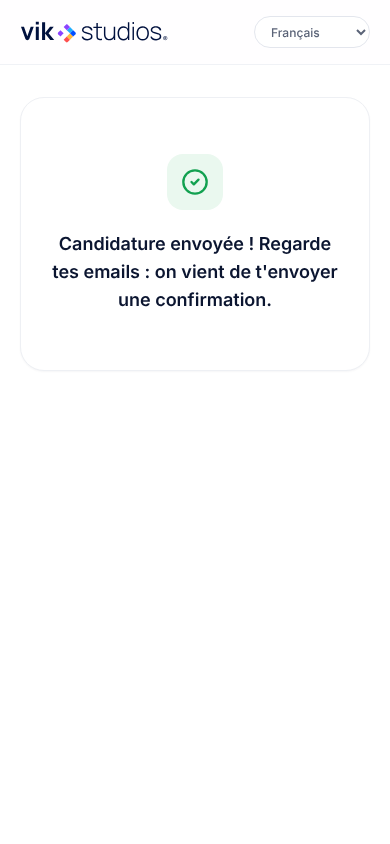 vik studios®
Français
Candidature envoyée ! Regarde
tes emails : on vient de t'envoyer
une confirmation.